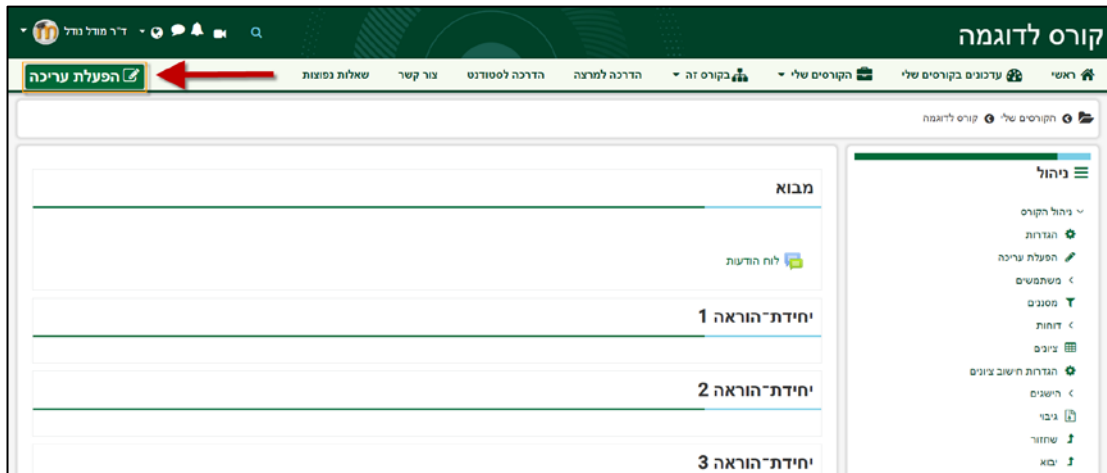 קורס לדוגמה
ד"ר מודל נודל
ראשי
עדכונים בקורסים שלי
הקורסים שלי
בקורס זה
הדרכה למרצה
הדרכה לסטודנט
צור קשר
שאלות נפוצות
הפעלת עריכה
הקורסים שלי קורס לדוגמה
ניהול
ניהול הקורס
הגדרות
הפעלת עריכה
משתמשים
מסננים
דוחות
ציונים
הגדרות חישוב ציונים
הישגים
גיבוי
שחזור
יבוא
מבוא
לוח הודעות
יחידת־הוראה 1
יחידת־הוראה 2
יחידת־הוראה 3